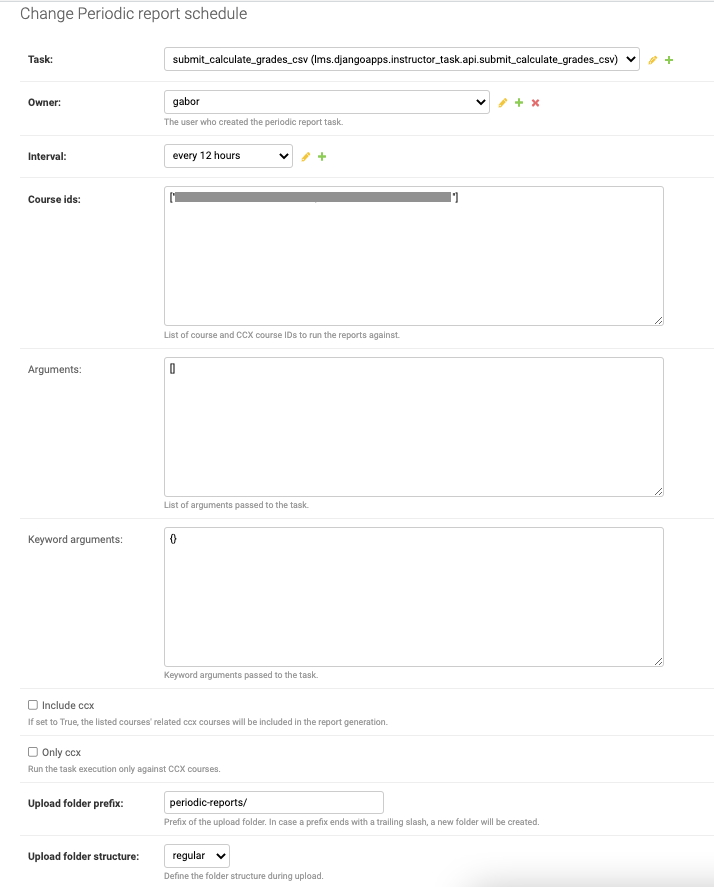 Change Periodic report schedule
Task: submit_calculate_grades_csv (lms.djangoapps.instructor_task.api.submit_calculate_grades_csv)
Owner: gabor
The user who created the periodic report task.
Interval: every 12 hours
Course ids: [" "]
List of course and CCX course IDs to run the reports against.
Arguments: []
List of arguments passed to the task.
Keyword arguments: {}
Keyword arguments passed to the task.
Include ccx
If set to True, the listed courses' related ccx courses will be included in the report generation.
Only ccx
Run the task execution only against CCX courses.
Upload folder prefix: periodic-reports/
Prefix of the upload folder. In case a prefix ends with a trailing slash, a new folder will be created.
Upload folder structure: regular
Define the folder structure during upload.